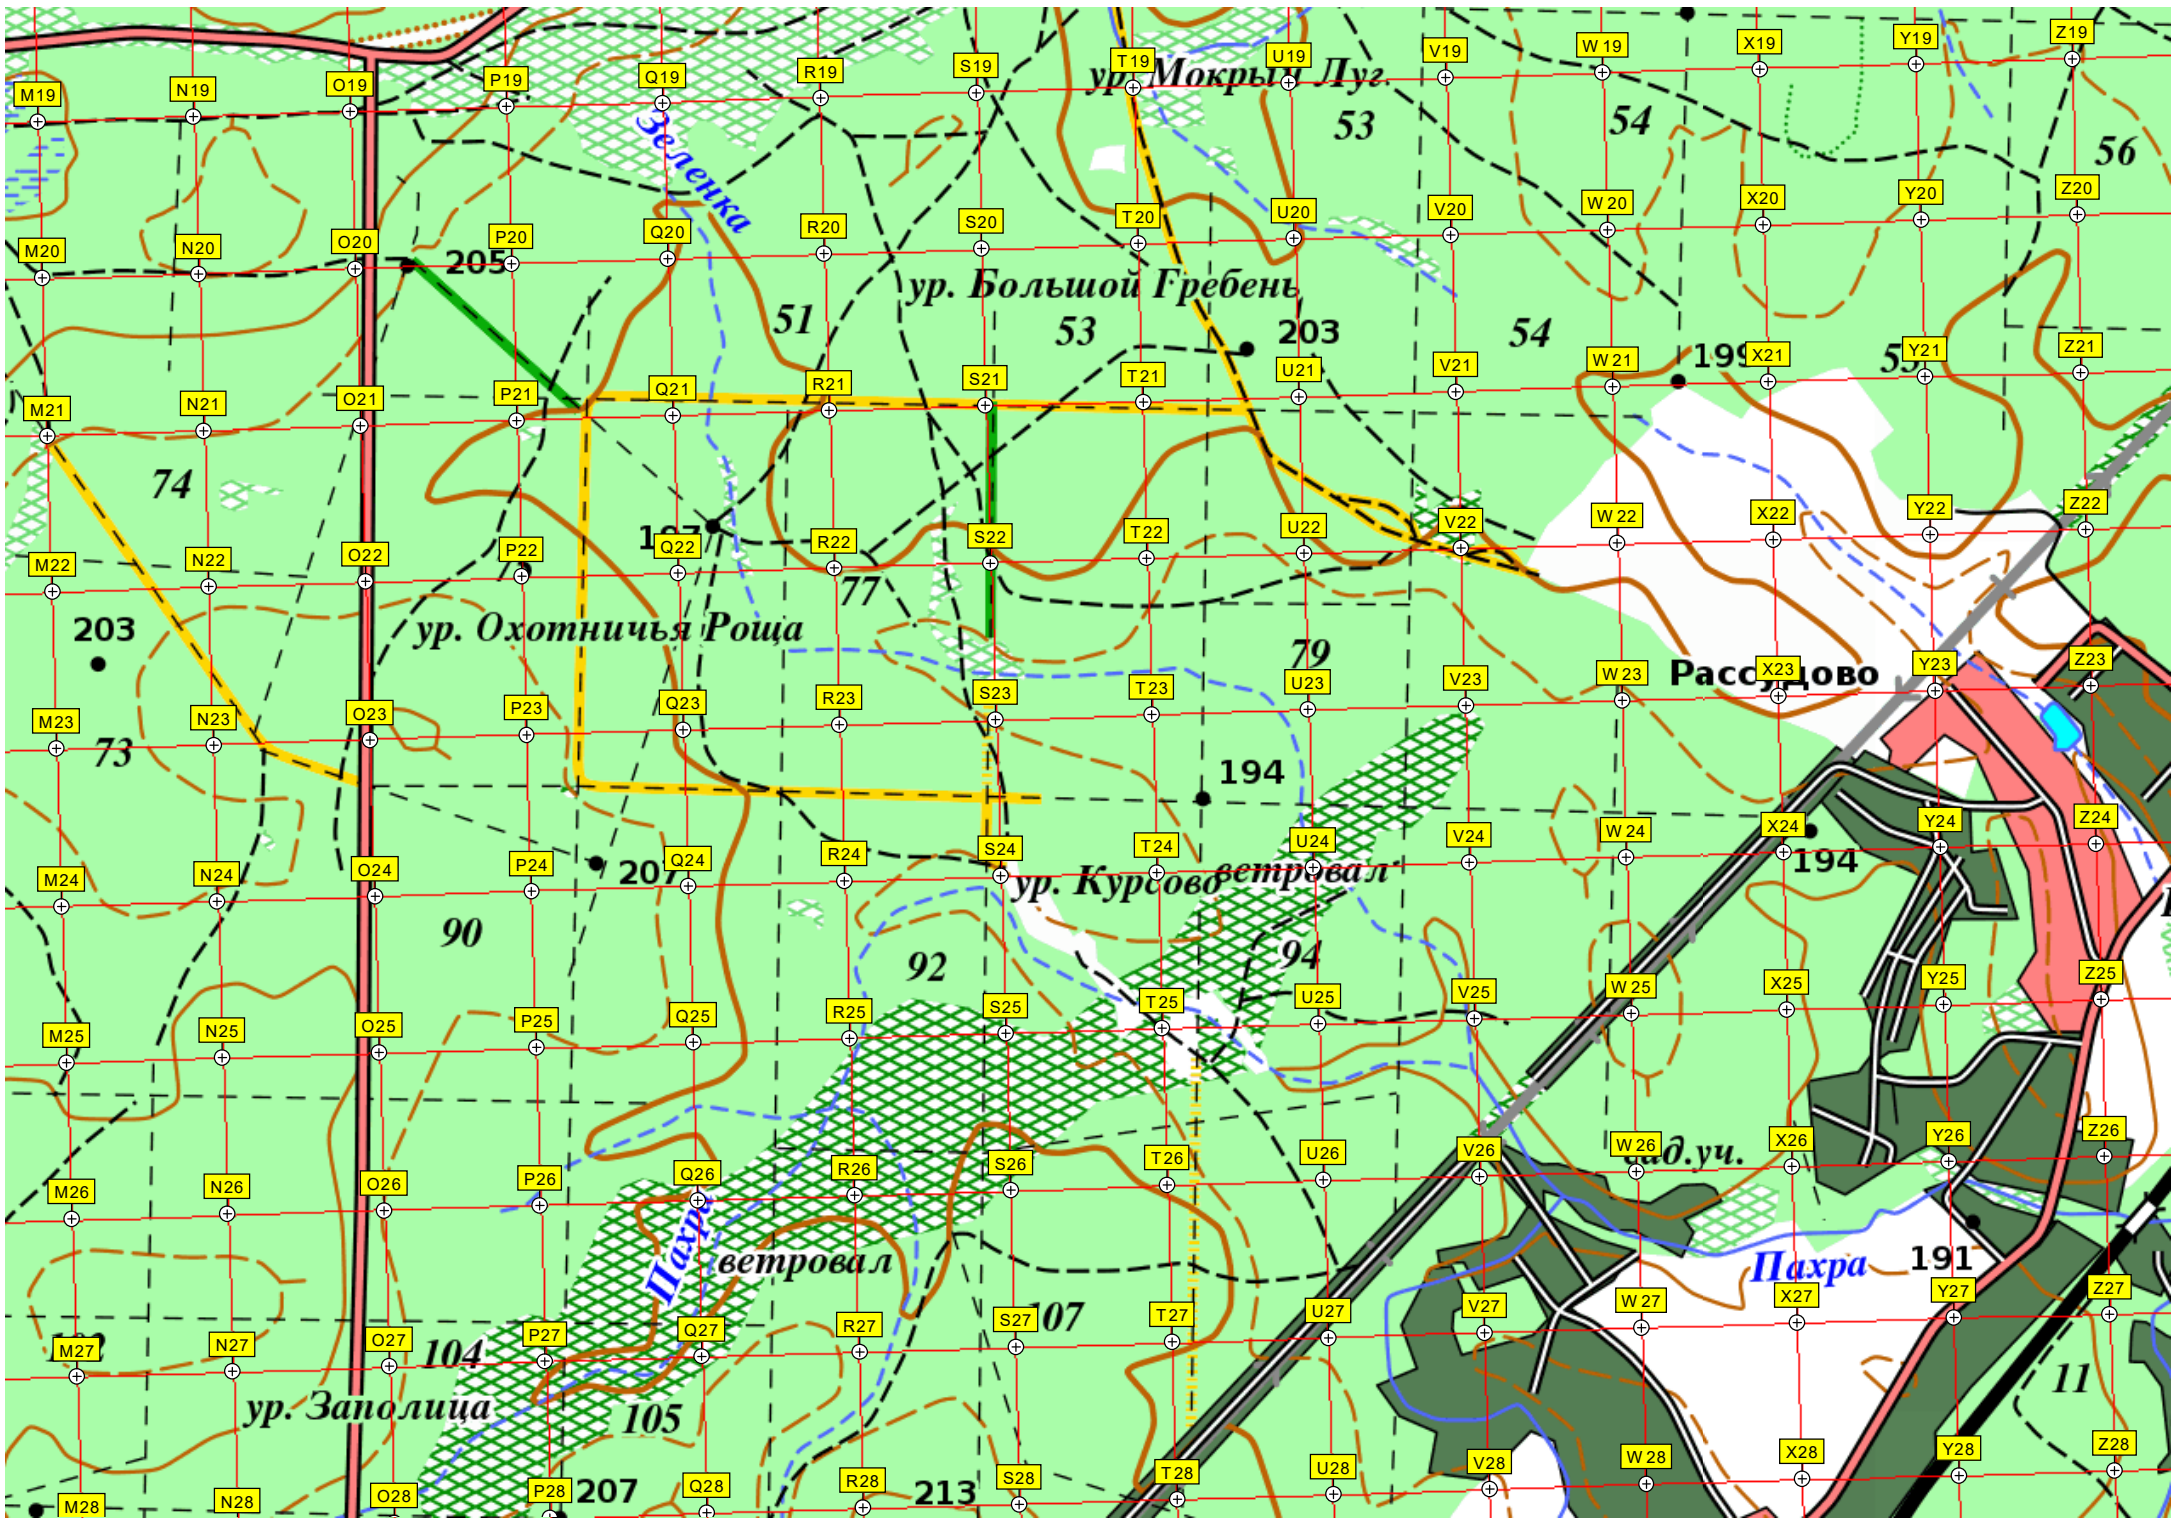 M19 N19 O19 P19 Q19 R19 S19 T19 U19 V19 W19 X19 Y19 Z19
ур. Мокрый Луг.
53
54
56
Зеленка
M20 N20 O20 P20 Q20 R20 S20 T20 U20 V20 W20 X20 Y20 Z20
205
ур. Большой Гребень
51
53
203
54
199
M21 N21 O21 P21 Q21 R21 S21 T21 U21 V21 W21 X21 Y21 Z21
74
M22 N22 O22 P22 Q22 R22 S22 T22 U22 V22 W22 X22 Y22 Z22
77
203
ур. Охотничья Роща
79
Рассудово
M23 N23 O23 P23 Q23 R23 S23 T23 U23 V23 W23 X23 Y23 Z23
73
194
M24 N24 O24 P24 Q24 R24 S24 T24 U24 V24 W24 X24 Y24 Z24
207
194
ур. Курсово
ветровал
90
92
94
M25 N25 O25 P25 Q25 R25 S25 T25 U25 V25 W25 X25 Y25 Z25
M26 N26 O26 P26 Q26 R26 S26 T26 U26 V26 W26 X26 Y26 Z26
сад.уч.
Пахра
ветровал
Пахра
191
M27 N27 O27 P27 Q27 R27 S27 T27 U27 V27 W27 X27 Y27 Z27
107
104
11
ур. Заполица
105
M28 N28 O28 P28 Q28 R28 S28 T28 U28 V28 W28 X28 Y28 Z28
207
213